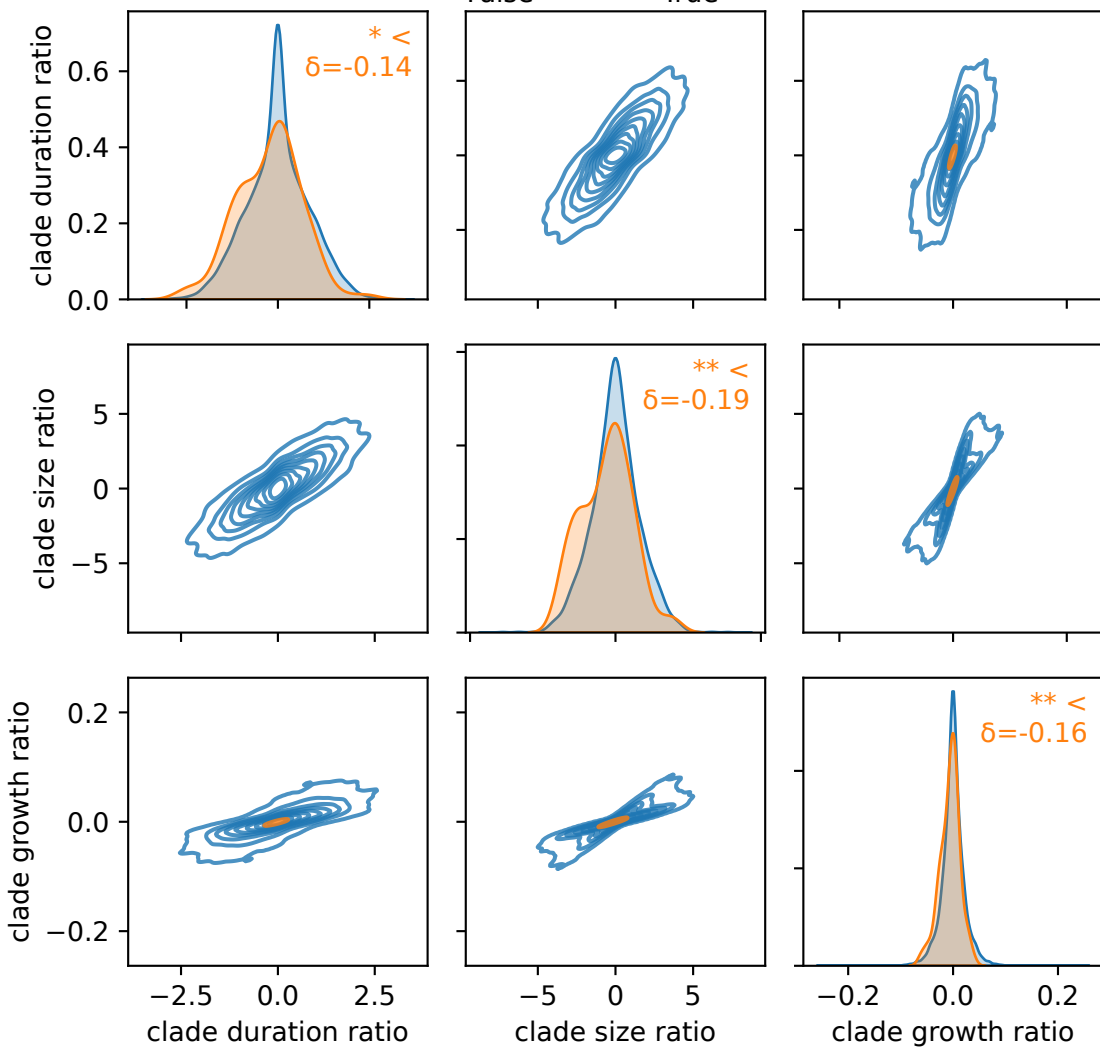 * <
δ=-0.14
clade duration ratio
0.6
0.4
0.2
0.0
** <
δ=-0.19
clade size ratio
5
0
−5
** <
δ=-0.16
clade growth ratio
0.2
0.0
−0.2
−2.5 0.0 2.5 −5 0 5 −0.2 0.0 0.2
clade duration ratio clade size ratio clade growth ratio